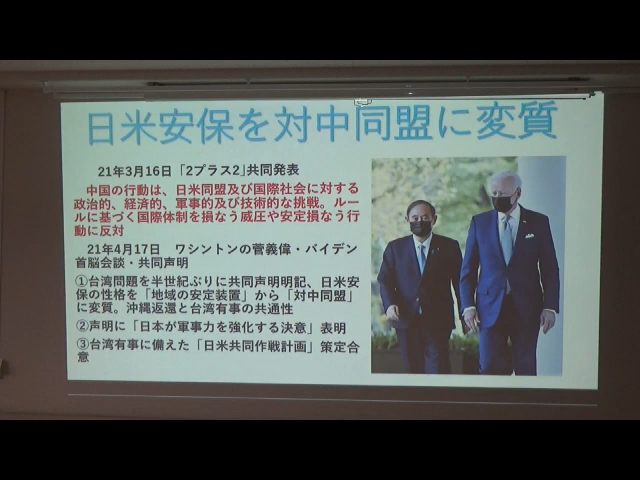 日米安保を対中同盟に変質
21年3月16日「2プラス2」共同発表
中国の行動は、日米同盟及び国際社会に対する
政治的、経済的、軍事的及び技術的な挑戦。ルー
ルに基づく国際体制を損なう威圧や安定損なう行
動に反対
21年4月17日　ワシントンの菅義偉・バイデン
首脳会談・共同声明
①台湾問題を半世紀ぶりに共同声明明記、日米安
保の性格を「地域の安定装置」から「対中同盟」
に変質。沖縄返還と台湾有事の共通性
②声明に「日本が軍事力を強化する決意」表明
③台湾有事に備えた「日米共同作戦計画」策定合
意